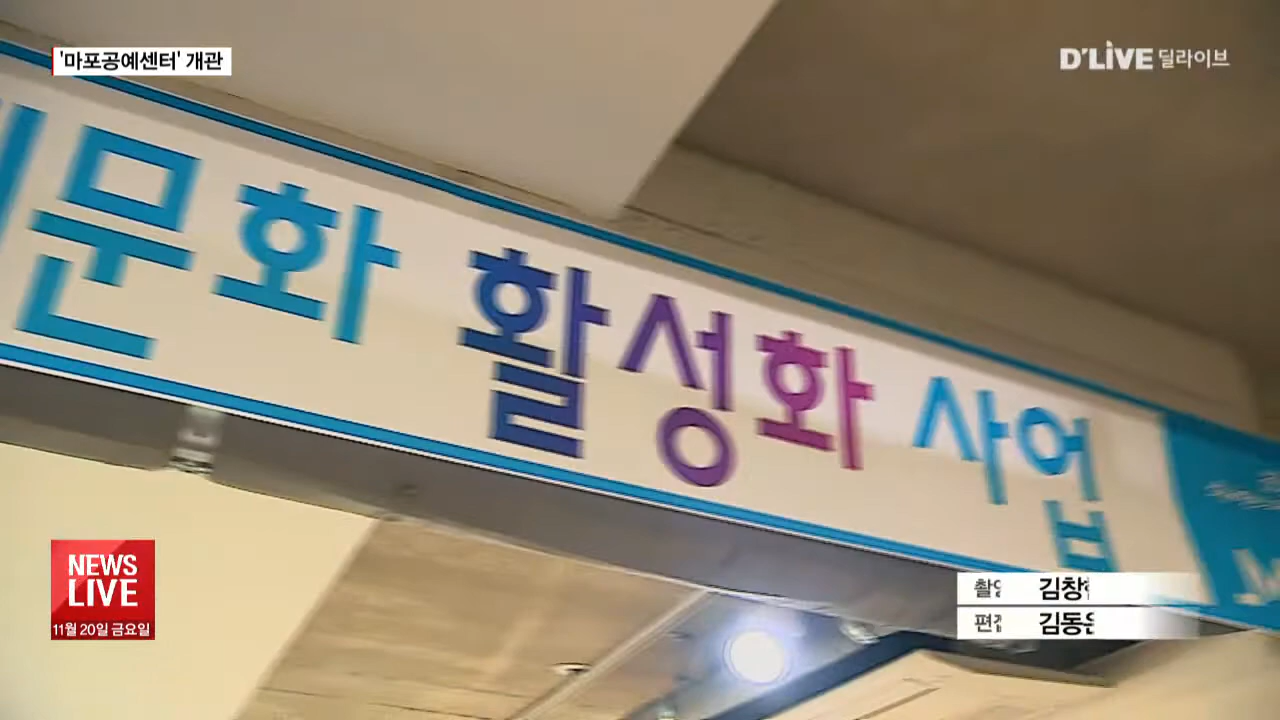 '마포공예센터' 개관
D'LIVE 딜라이브
문화 활성화 사업
NEWS
LIVE
11월 20일 금요일
김창
김동